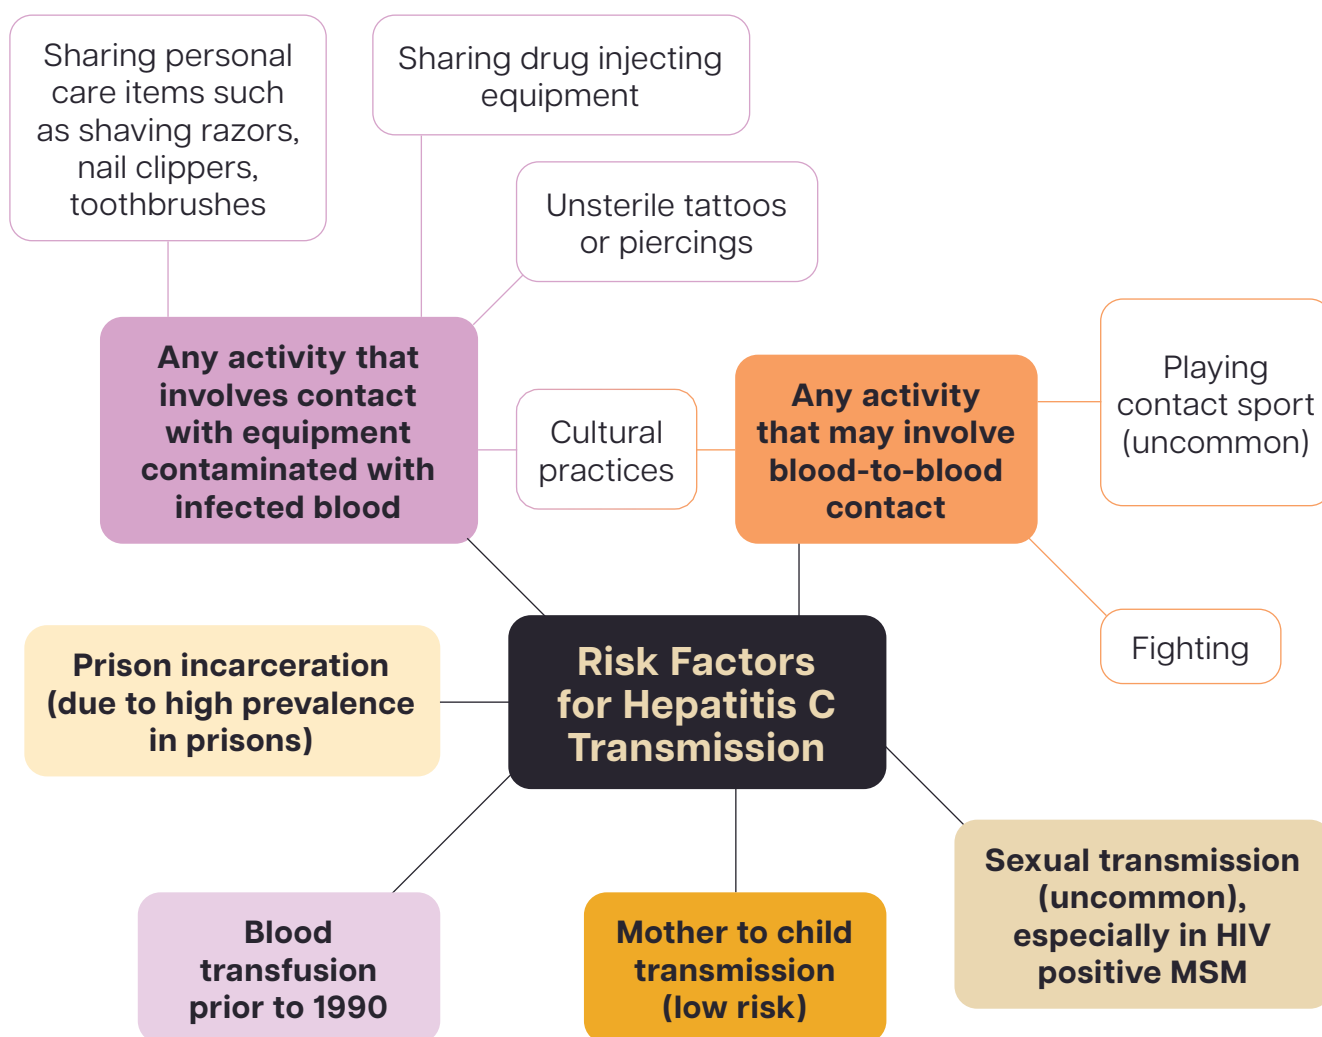 Sharing personal
care items such
as shaving razors,
nail clippers,
toothbrushes
Sharing drug injecting
equipment
Unsterile tattoos
or piercings
Any activity that
involves contact
with equipment
contaminated with
infected blood
Cultural
practices
Any activity
that may involve
blood-to-blood
contact
Playing
contact sport
(uncommon)
Fighting
Prison incarceration
(due to high prevalence
in prisons)
Risk Factors
for Hepatitis C
Transmission
Blood
transfusion
prior to 1990
Mother to child
transmission
(low risk)
Sexual transmission
(uncommon),
especially in HIV
positive MSM